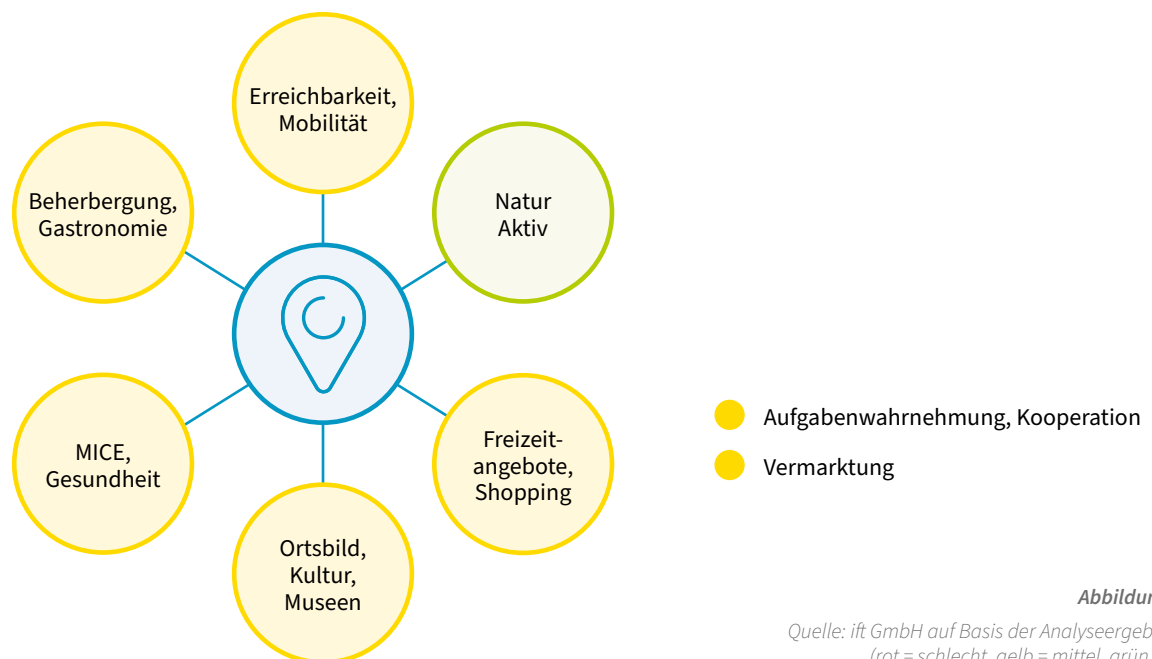 Erreichbarkeit,
Mobilität
Beherbergung,
Gastronomie
Natur
Aktiv
MICE,
Gesundheit
Freizeit-
angebote,
Shopping
Ortsbild,
Kultur,
Museen
Aufgabenwahrnehmung, Kooperation
Vermarktung
Quelle: ift GmbH auf Basis der
(rot = schlecht, gelb = mittel, grün